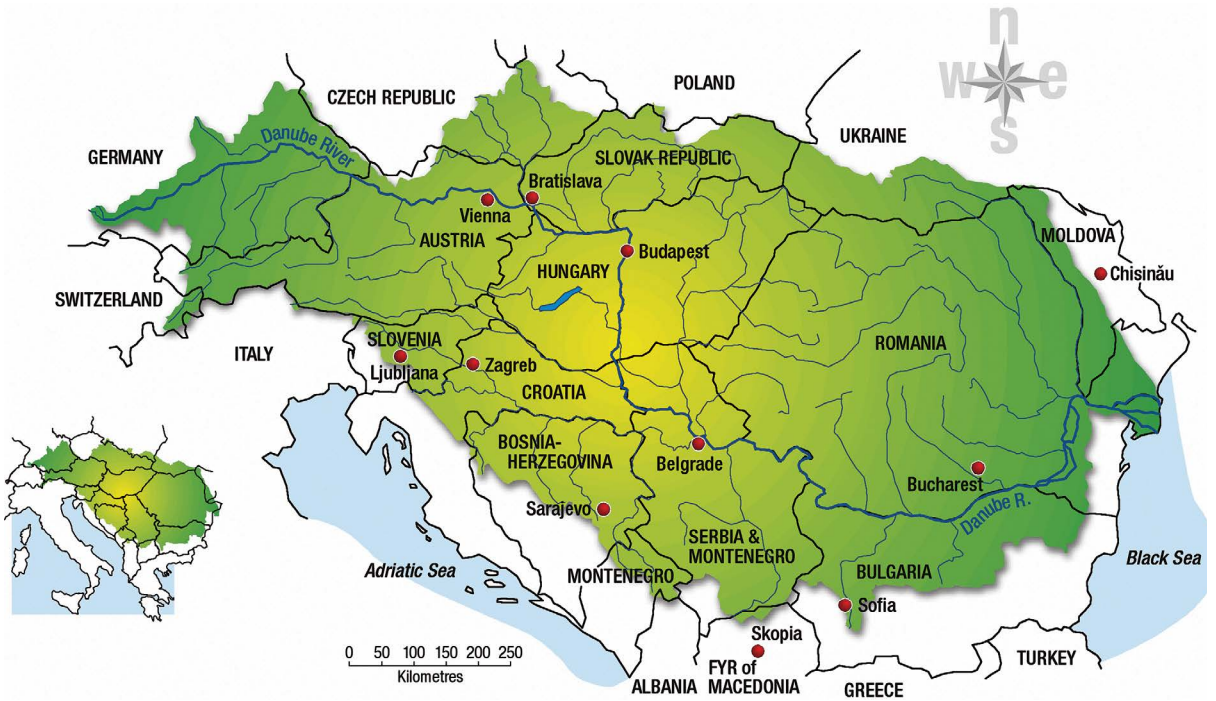 n
w e
s
POLAND
CZECH REPUBLIC
UKRAINE
Danube River
GERMANY
SLOVAK REPUBLIC
Bratislava
Vienna
MOLDOVA
AUSTRIA
Budapest
HUNGARY
Chisinău
SWITZERLAND
SLOVENIA
ROMANIA
ITALY
Ljubljana
Zagreb
CROATIA
BOSNIA-
HERZEGOVINA
Belgrade
Bucharest
Sarajevo
Danube R.
SERBIA &
MONTENEGRO
Adriatic Sea
MONTENEGRO
BULGARIA
Black Sea
Sofia
Skopia
0 50 100 150 200 250
Kilometres
FYR of
MACEDONIA
ALBANIA
GREECE
TURKEY